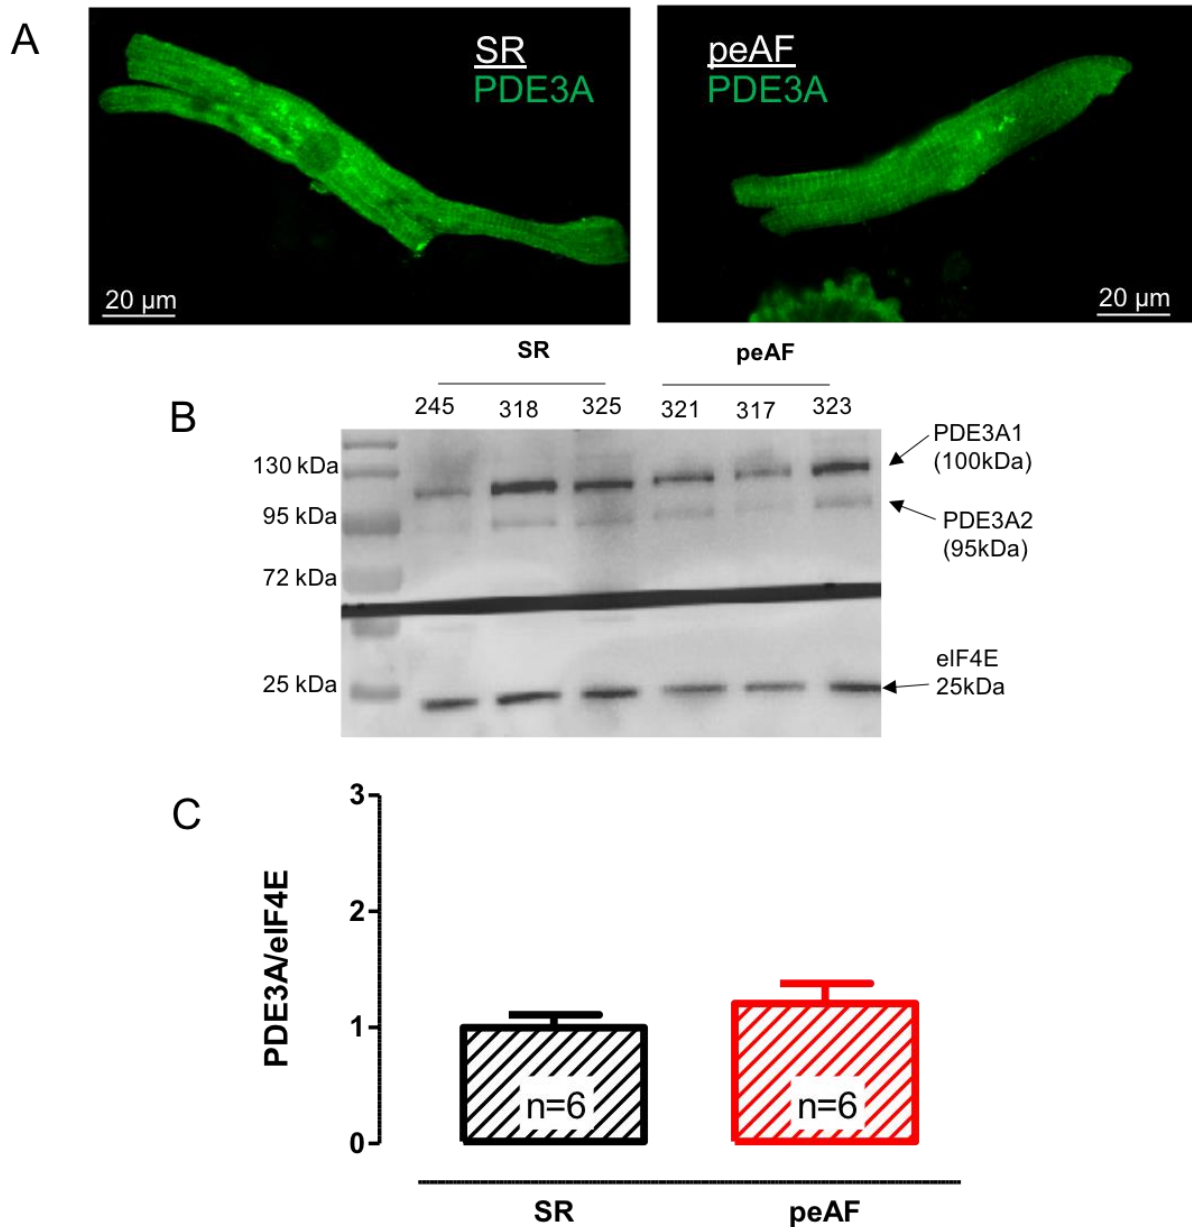 A
SR
PDE3A
20 µm
peAF
PDE3A
20 µm
B
SR
peAF
245 318 325 321 317 323
130 kDa
95 kDa
72 kDa
25 kDa
PDE3A1
(100kDa)
PDE3A2
(95kDa)
eIF4E
25kDa
C
PDE3A/eIF4E
3
2
1
0
n=6
n=6
SR
peAF